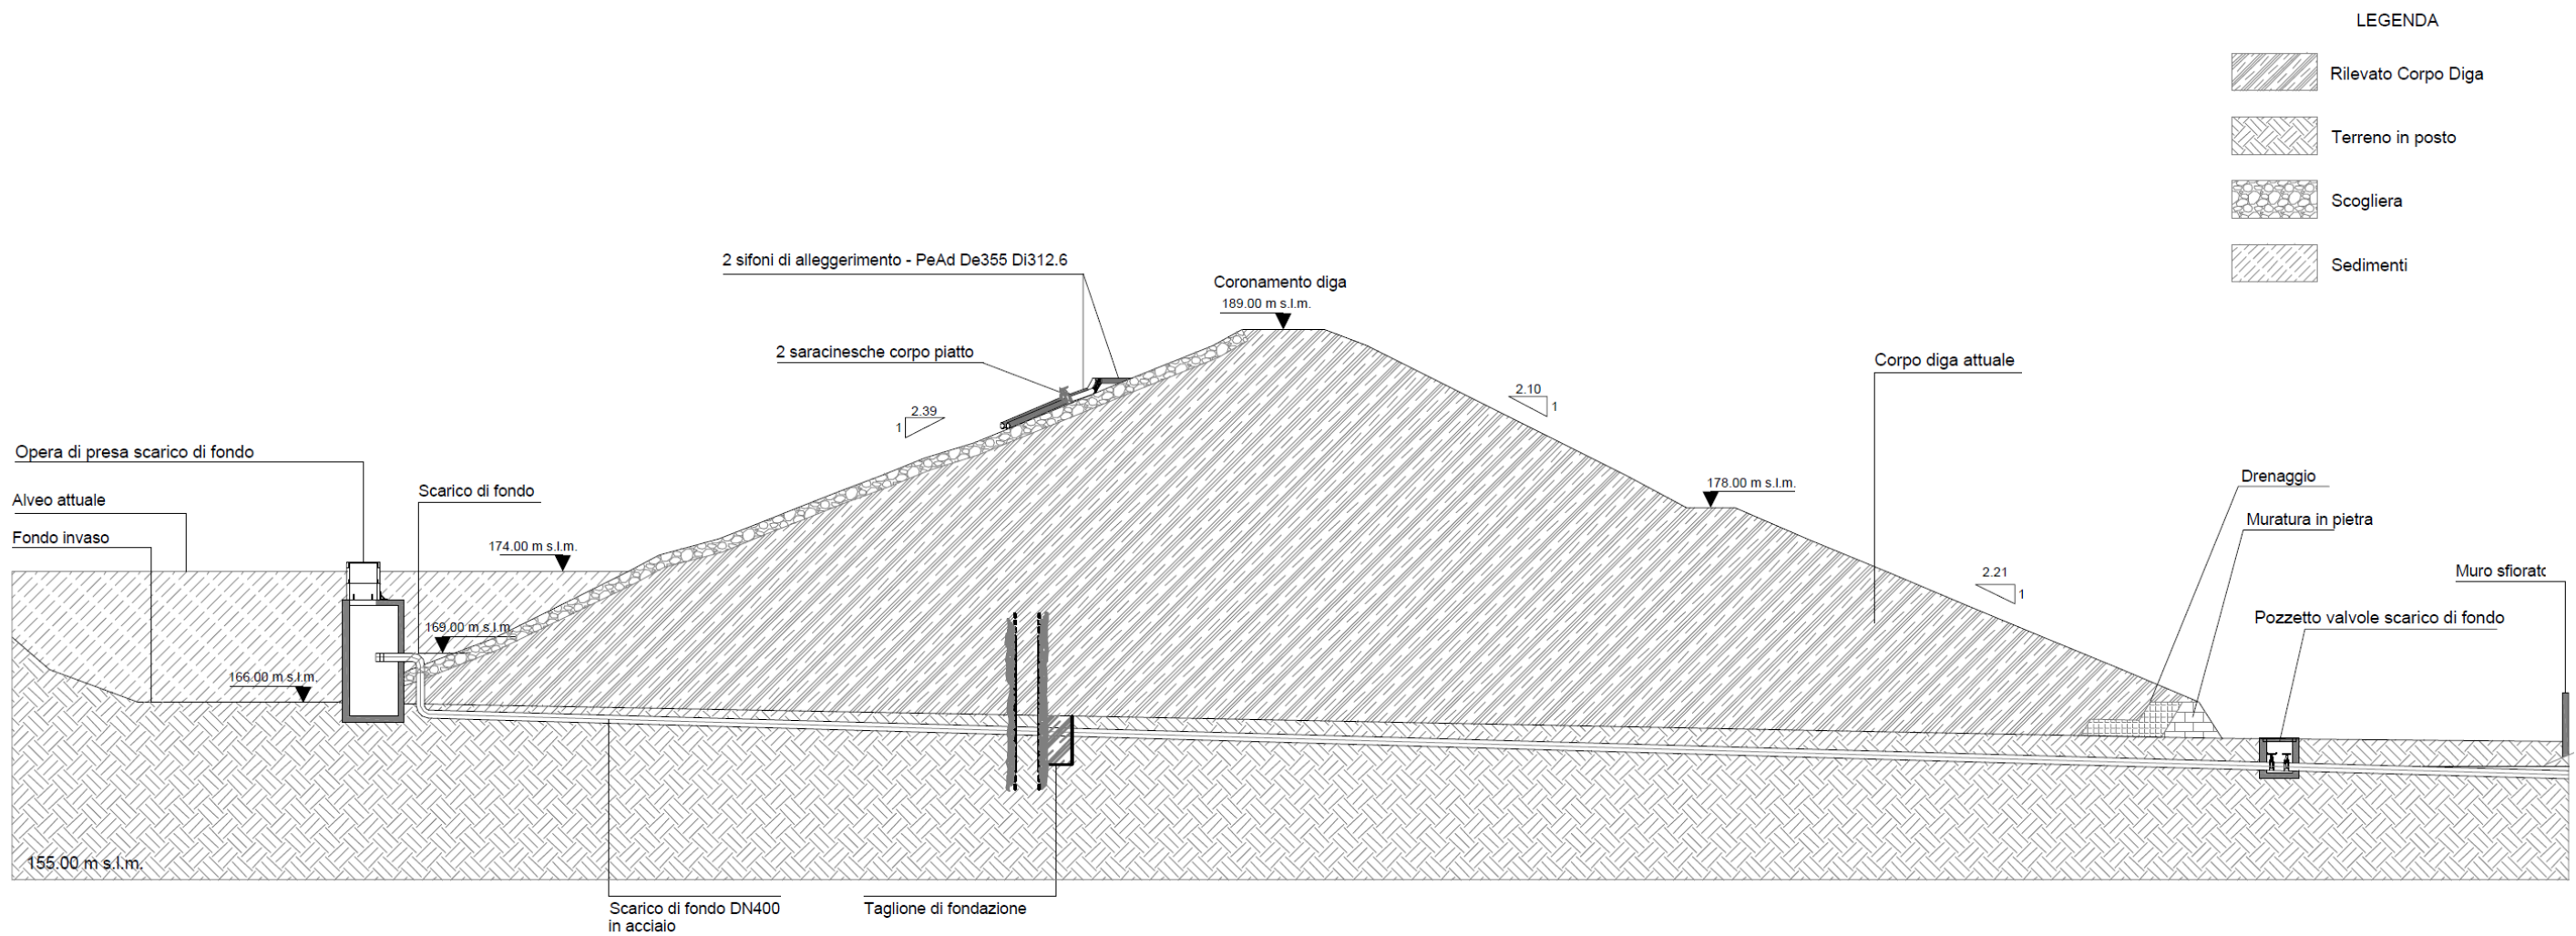 LEGENDA
Rilevato Corpo Diga
Terreno in posto
Scogliera
Sedimenti
2 sifoni di alleggerimento - PeAd De355 Di312.6
Coronamento diga
189.00 m s.l.m.
2 saracinesche corpo piatto
Corpo diga attuale
2.39
1
2.10
1
Opera di presa scarico di fondo
Scarico di fondo
Alveo attuale
Fondo invaso
174.00 m s.l.m.
178.00 m s.l.m.
Drenaggio
Muratura in pietra
2.21
1
Muro sfiorato
Pozzetto valvole scarico di fondo
169.00 m s.l.m.
166.00 m s.l.m.
155.00 m s.l.m.
Scarico di fondo DN400
in acciaio
Taglione di fondazione